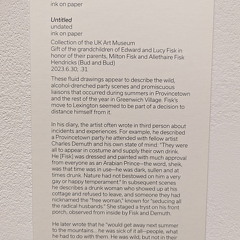 ink on paper
Untitled
undated
ink on paper
Collection of the UK Art Museum
Gift of the grandchildren of Edward and Lucy Fisk in
honor of their parents, Milton Fisk and Allethaire Fisk
Hendricks (Bud and Bud)
2023.6.30, .31
These fluid drawings appear to describe the wild,
alcohol-drenched party scenes and promiscuous
liaisons that occurred during summers in Provincetown
and the rest of the year in Greenwich Village. Fisk's
move to Lexington seemed to be part of a decision to
distance himself from it.
In his diary, the artist often wrote in third person about
incidents and experiences. For example, he described
a Provincetown party he attended with fellow artist
Charles Demuth and his own state of mind: "They were
all to appear in costume and supply their own drink.
He [Fisk] was dressed and painted with much approval
from everyone as an Arabian Prince—the word, sheik,
was that time was in use—he was dark, sullen and at
times drunk. Nature had not bestowed on him a very
gay or happy temperament." In subsequent scenes
he describes a drunk woman who showed up at his
cottage and refused to leave, and someone they had
nicknamed the "free woman," known for "seducing all
the radical husbands." She staged a tryst on his front
porch, observed from inside by Fisk and Demuth.
He later wrote that he "would get away next summer
to the mountains... he was sick of it all–people, what
he had to do with them. He was wild, but not in their